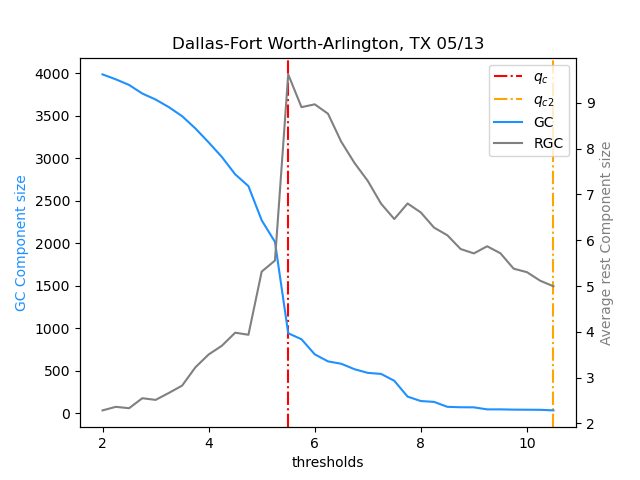 Dallas-Fort Worth-Arlington, TX 05/13
GC Component size
4000
3500
3000
2500
2000
1500
1000
500
0
2
4
6
8
10
thresholds
9
8
7
6
5
4
3
2
Average rest Component size
qc
qc2
GC
RGC